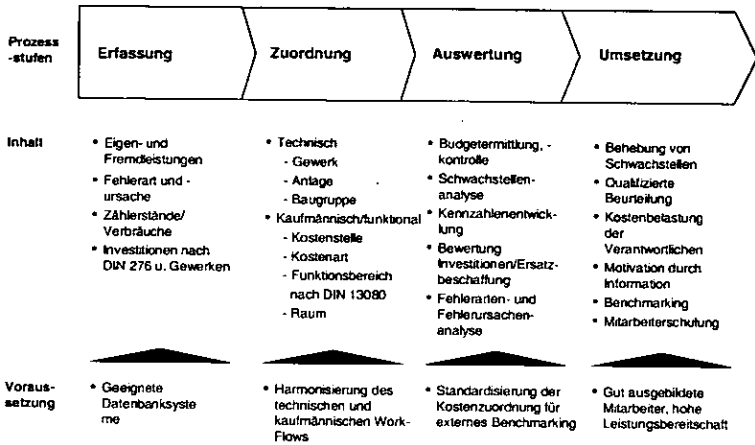 Prozess
-stufen
Erfassung
Zuordnung
Auswertung
Umsetzung
Inhalt
• Eigen- und
Fremdleistungen
• Fehlerart und -
ursache
• Zählerstände/
Verbräuche
• Investitionen nach
DIN 276 u. Gewerken
• Technisch
- Gewerk
- Anlage
- Baugruppe
• Kaufmännisch/funktional
- Kostenstelle
- Kostenart
- Funktionsbereich
nach DIN 13080
- Raum
• Budgetermittlung, -
kontrolle
• Schwachstellen-
analyse
• Kennzahlenentwick-
lung
• Bewertung
Investitionen/Ersatz-
beschaffung
• Fehlerarten- und
Fehlerursachen-
analyse
• Behebung von
Schwachstellen
• Qualifizierte
Beurteilung
• Kostenbelastung
der
Verantwortlichen
• Motivation durch
Information
• Benchmarking
• Mitarbeiterschulung
Voraus-
setzung
• Geeignete
Datenbanksyste
me
• Harmonisierung des
technischen und
kaufmännischen Work-
Flows
• Standardisierung der
Kostenzuordnung für
externes Benchmarking
• Gut ausgebildete
Mitarbeiter, hohe
Leistungsbereitschaft